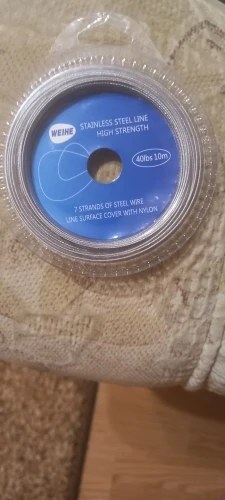 WEIHE
STAINLESS STEEL LINE
HIGH STRENGTH
40lbs 10m
7 STRANDS OF STEEL WIRE
LINE SURFACE COVER WITH NYLON